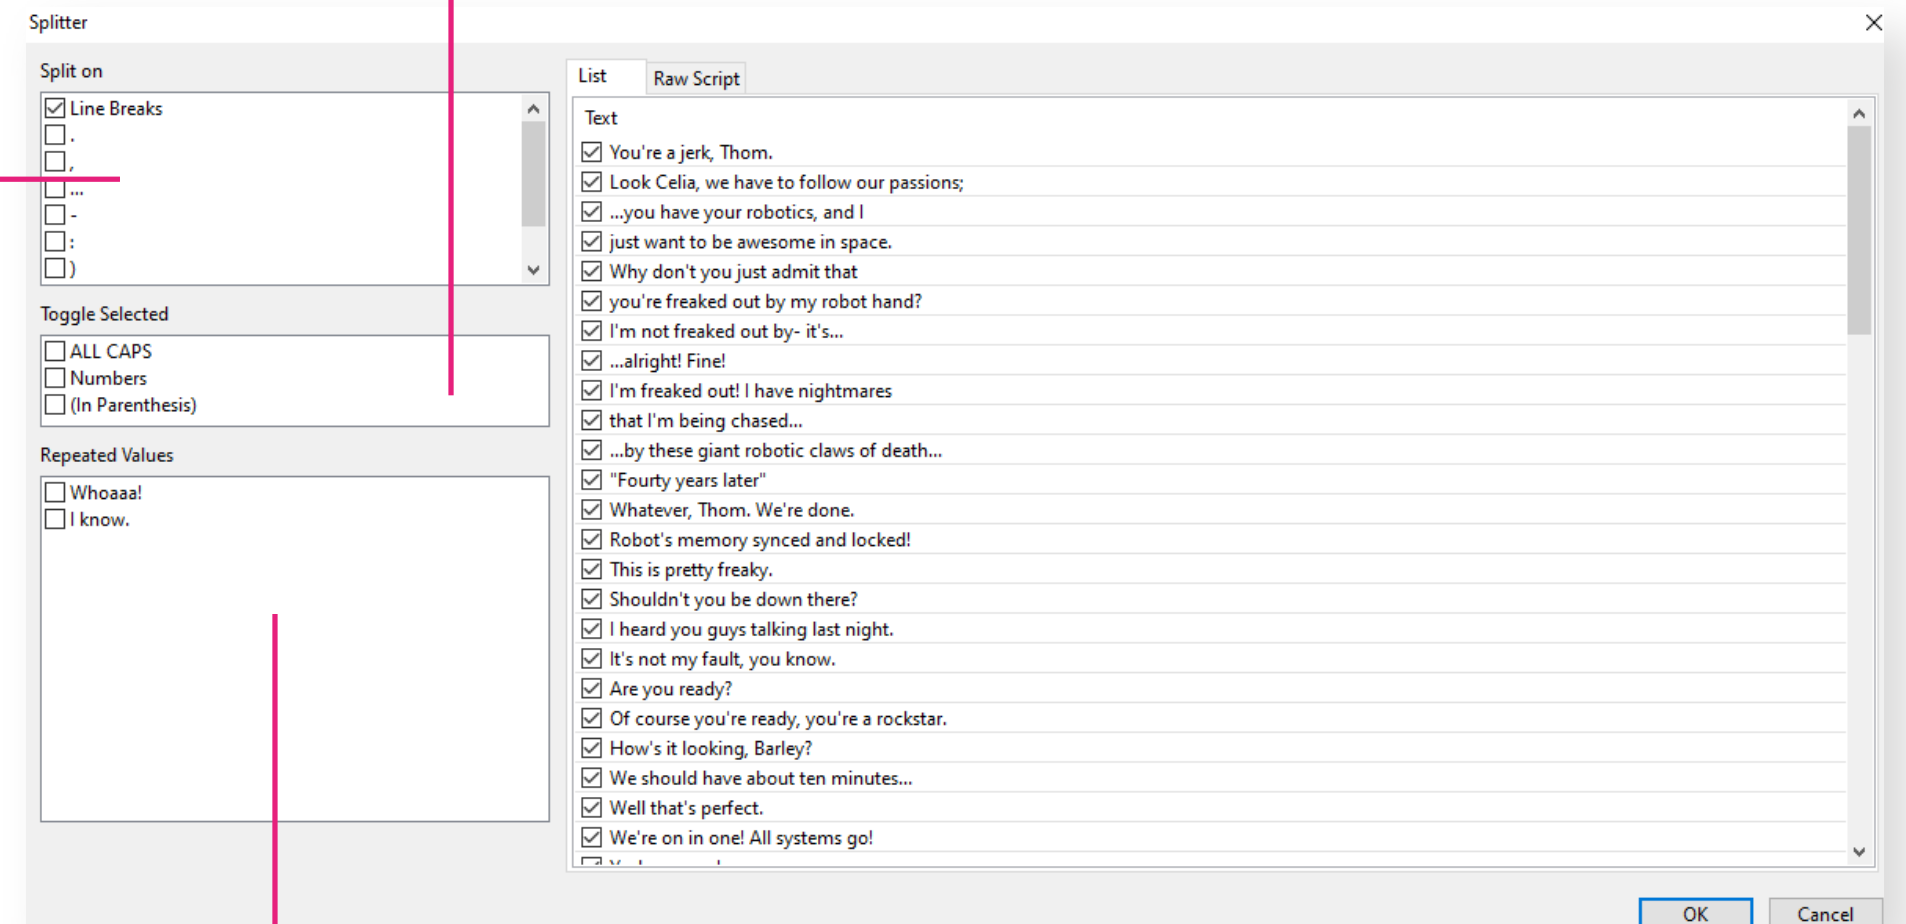 Splitter
Split on
Line Breaks
.
,
...
-
:
)
Toggle Selected
ALL CAPS
Numbers
(In Parenthesis)
Repeated Values
Whoaaa!
I know.
List
Raw Script
Text
You're a jerk, Thom.
Look Celia, we have to follow our passions;
...you have your robotics, and I
just want to be awesome in space.
Why don't you just admit that
you're freaked out by my robot hand?
I'm not freaked out by- it's...
...alright! Fine!
I'm freaked out! I have nightmares
that I'm being chased...
...by these giant robotic claws of death...
"Fourty years later"
Whatever, Thom. We're done.
Robot's memory synced and locked!
This is pretty freaky.
Shouldn't you be down there?
I heard you guys talking last night.
It's not my fault, you know.
Are you ready?
Of course you're ready, you're a rockstar.
How's it looking, Barley?
We should have about ten minutes...
Well that's perfect.
We're on in one! All systems go!
OK
Cancel